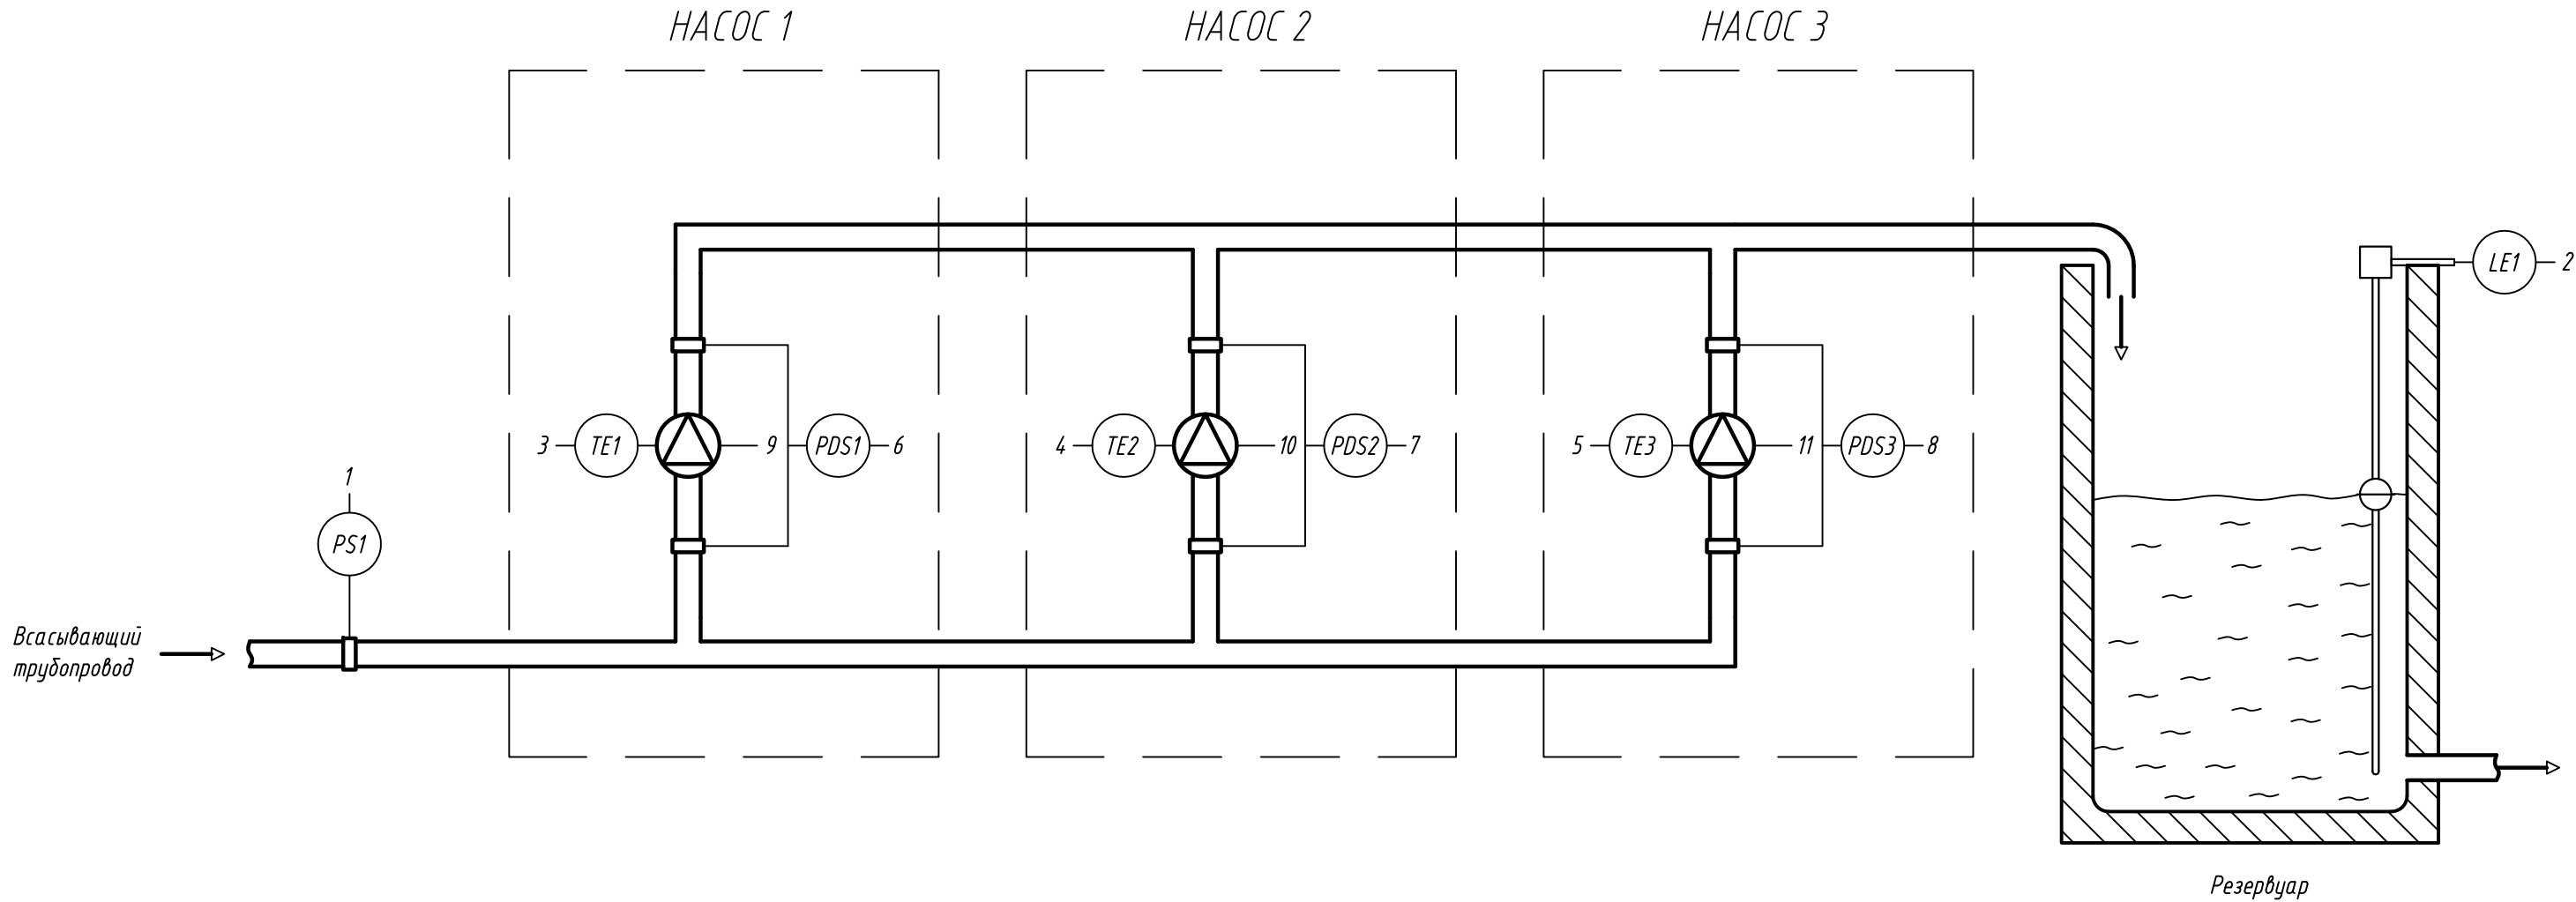 НАСОС 1
НАСОС 2
НАСОС 3
LE1
2
3
TE1
9
PDS1
6
4
TE2
10
PDS2
7
5
TE3
11
PDS3
8
1
PS1
Всасывающий
трубопровод
Резервуар